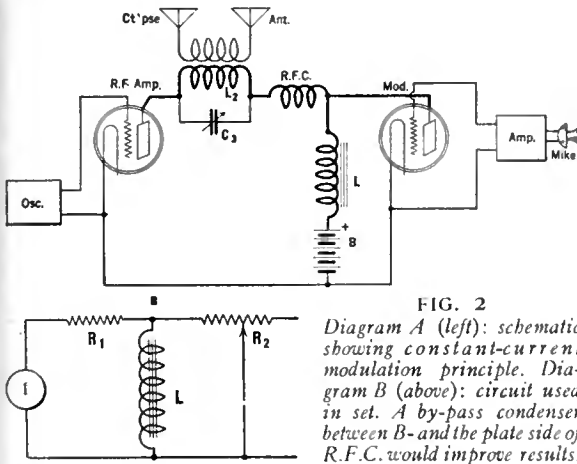 Ct'pse Ant.
R.F. Amp. L2 R.F.C. Mod.
C3
Osc. L Amp. Mike
+
B
B
R1 R2
I L
FIG. 2
Diagram A (left): schematic
showing constant-current
modulation principle. Dia-
gram B (above): circuit used
in set. A by-pass condenser
between B- and the plate side of
R.F.C. would improve results.